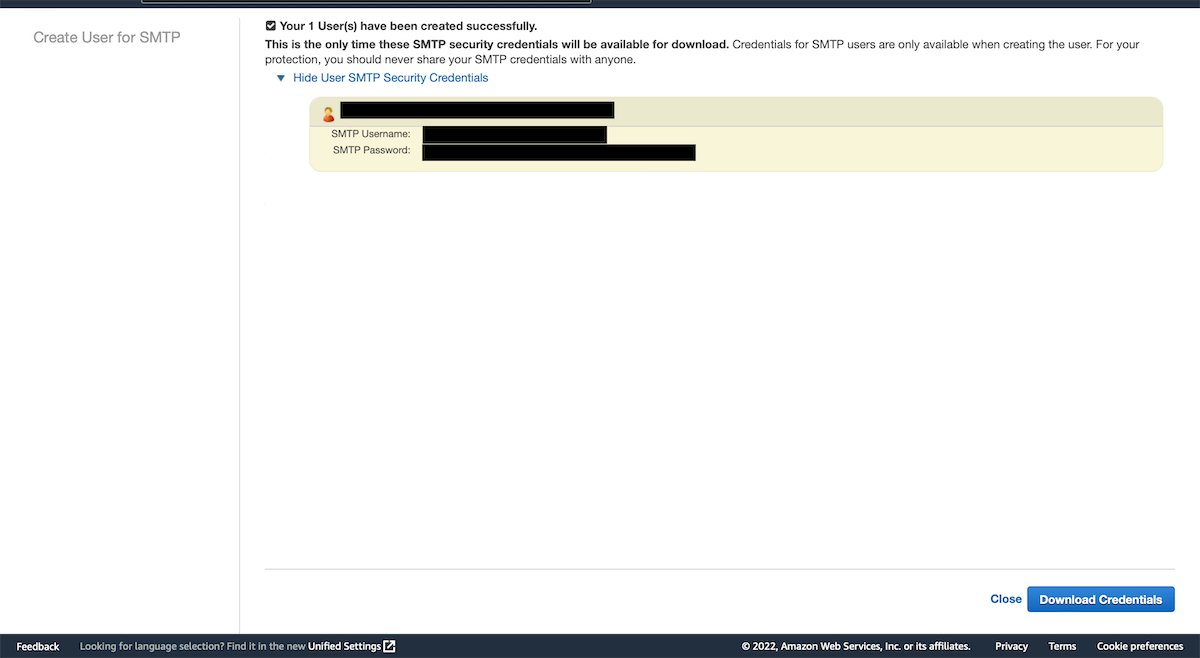 Create User for SMTP
Your 1 User(s) have been created successfully.
This is the only time these SMTP security credentials will be available for download. Credentials for SMTP users are only available when creating the user. For your
protection, you should never share your SMTP credentials with anyone.
Hide User SMTP Security Credentials
SMTP Username:
SMTP Password:
Close Download Credentials
Feedback Looking for language selection? Find it in the new Unified Settings © 2022, Amazon Web Services, Inc. or its affiliates. Privacy Terms Cookie preferences